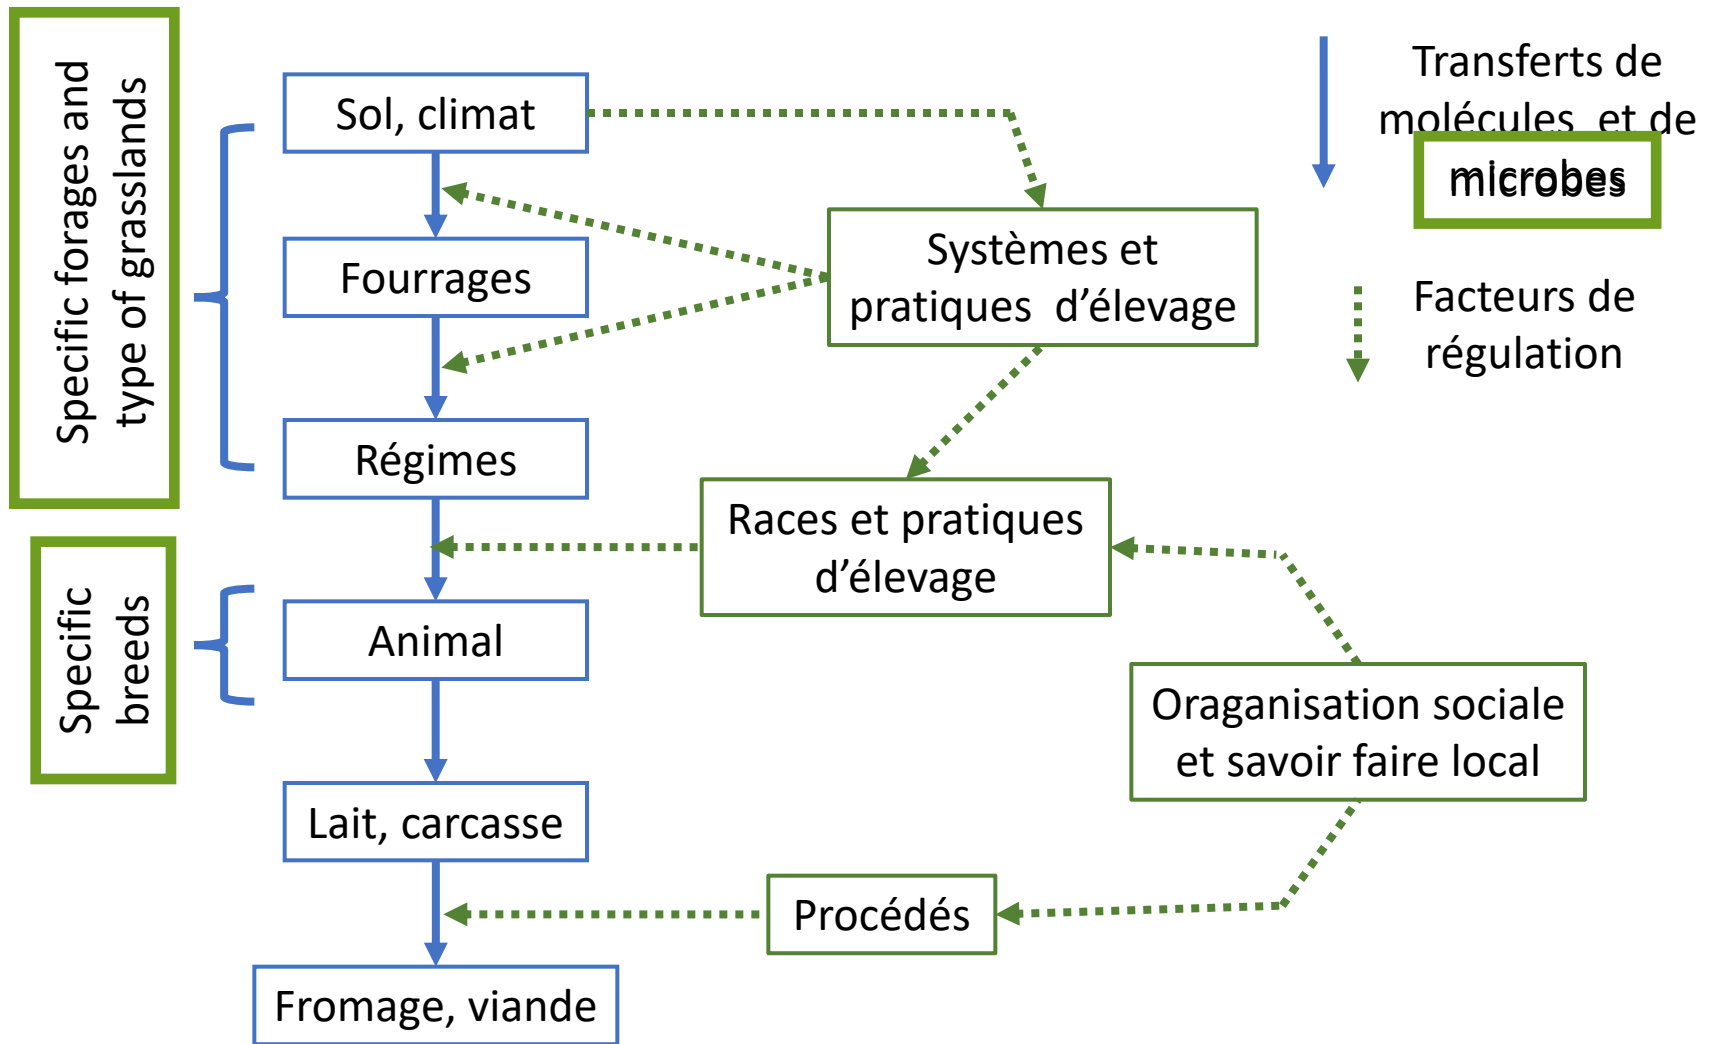 Specific forages and
type of grasslands
Sol, climat
Fourrages
Régimes
Specific
breeds
Animal
Lait, carcasse
Fromage, viande
Systèmes et
pratiques d’élevage
Races et pratiques
d’élevage
Oraganisation sociale
et savoir faire local
Procédés
Transferts de
molécules et de
microbes
Facteurs de
régulation